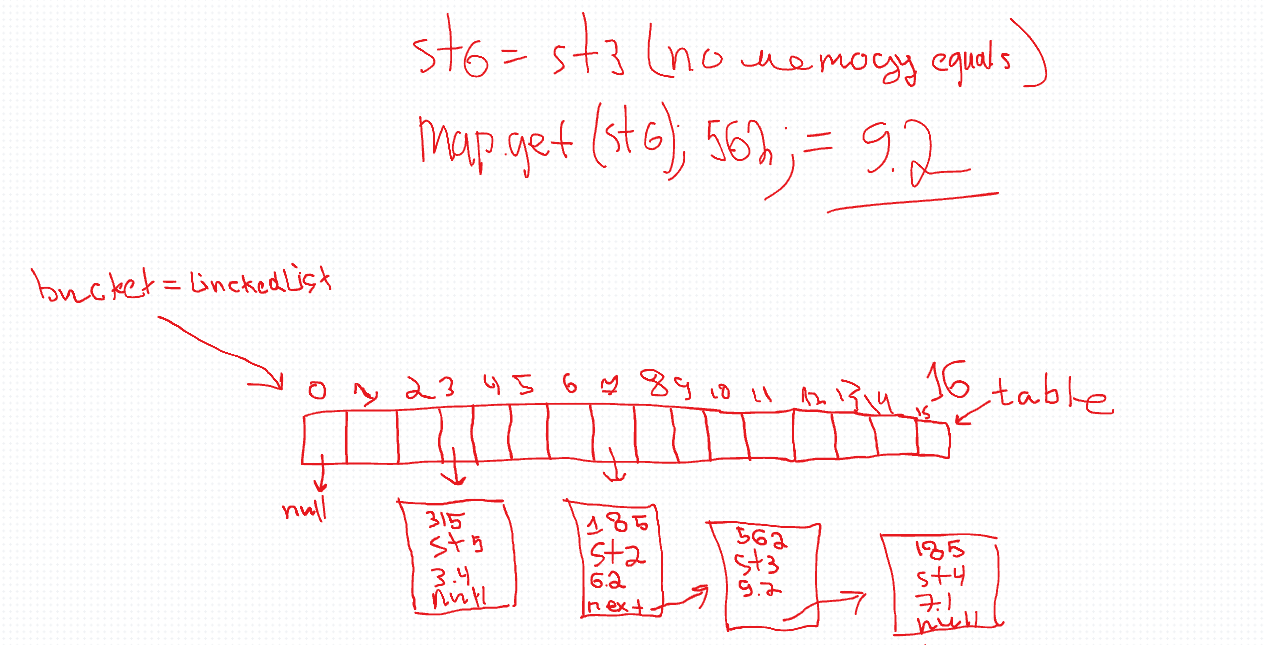 st6 = st3 (no memory equals)
map.get (st6); 562; = 9.2
bucket = LinckedList
0 1 2 3 4 5 6 7 8 9 10 11 12 13 14 15 16 table
null
315
st5
3.4
null
185
st2
6.2
next
562
st3
9.2
185
st4
7.1
null